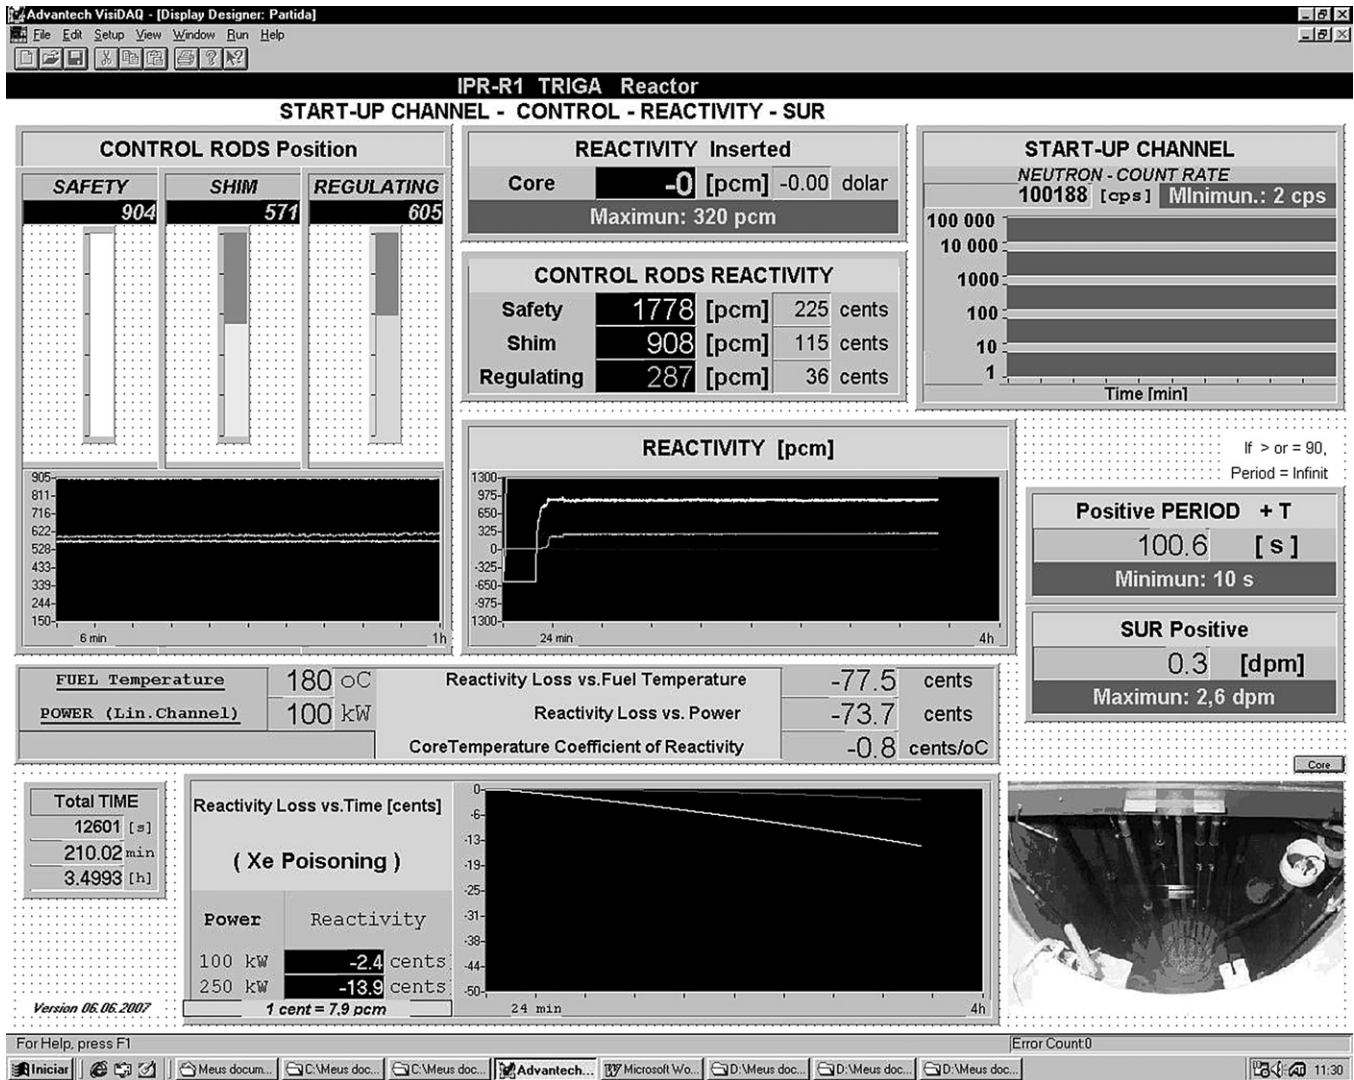 Advantech VisiDAQ - [Display Designer: Partida]
File Edit Setup View Window Run Help
IPR-R1 TRIGA Reactor
START-UP CHANNEL - CONTROL - REACTIVITY - SUR
CONTROL RODS Position
SAFETY SHIM REGULATING
904 571 605
905
811
716
622
528
433
339
244
150
6 min 1h
REACTIVITY Inserted
Core -0 [pcm] -0.00 dolar
Maximun: 320 pcm
CONTROL RODS REACTIVITY
Safety 1778 [pcm] 225 cents
Shim 908 [pcm] 115 cents
Regulating 287 [pcm] 36 cents
START-UP CHANNEL
NEUTRON - COUNT RATE
100188 [cps] MInimun.: 2 cps
100 000
10 000
1000
100
10
1
Time [min]
REACTIVITY [pcm]
1300
975
650
325
0
-325
-650
-975
1300
24 min 4h
If > or = 90,
Period = Infinit
Positive PERIOD + T
100.6 [s]
Minimun: 10 s
SUR Positive
0.3 [dpm]
Maximun: 2,6 dpm
FUEL Temperature 180 oC Reactivity Loss vs.Fuel Temperature -77.5 cents
POWER (Lin.Channel) 100 kW Reactivity Loss vs. Power -73.7 cents
CoreTemperature Coefficient of Reactivity -0.8 cents/oC
Core
Total TIME
12601 [s]
210.02 min
3.4993 [h]
Reactivity Loss vs.Time [cents]
( Xe Poisoning )
Power Reactivity
100 kW -2.4 cents
250 kW -13.9 cents
1 cent = 7,9 pcm
0
-6
-13
-19
-25
-31
-38
-44
-50
24 min 4h
Version 06.06.2007
For Help, press F1 Error Count:0
Iniciar Meus docum... C:\Meus doc... C:\Meus doc... Advantech... Microsoft Wo... D:\Meus doc... D:\Meus doc... D:\Meus doc... 11:30